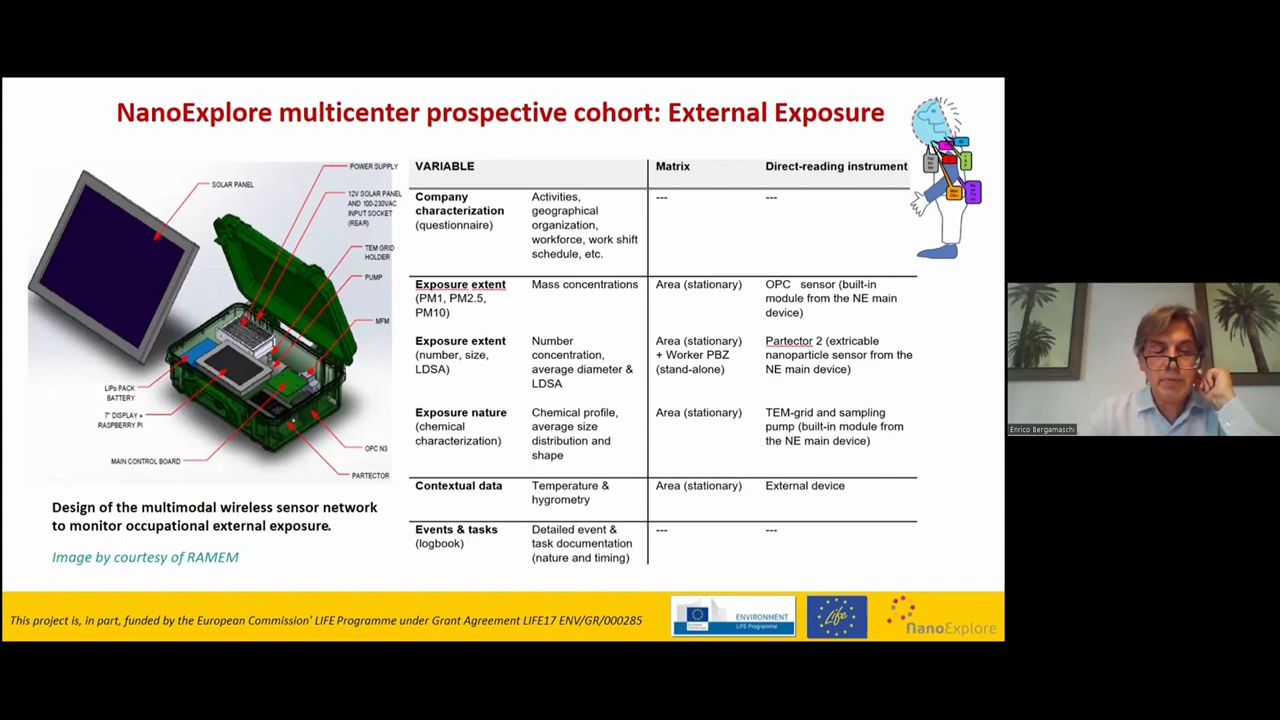 NanoExplore multicenter prospective cohort: External Exposure
SOLAR PANEL
POWER SUPPLY
12V SOLAR PANEL
AND 100-230VAC
INPUT SOCKET
(REAR)
TEM GRID
HOLDER
PUMP
MFM
LiPo PACK
BATTERY
7" DISPLAY +
RASPBERRY PI
MAIN CONTROL BOARD
OPC N3
PARTECTOR
Design of the multimodal wireless sensor network
to monitor occupational external exposure.
Image by courtesy of RAMEM
VARIABLE Matrix Direct-reading instrument
Company Activities, --- ---
characterization geographical
(questionnaire) organization,
workforce, work shift
schedule, etc.
Exposure extent Mass concentrations Area (stationary) OPC sensor (built-in
(PM1, PM2.5, module from the NE main
PM10) device)
Exposure extent Number Area (stationary) Partector 2 (extricable
(number, size, concentration, + Worker PBZ nanoparticle sensor from the
LDSA) average diameter & (stand-alone) NE main device)
LDSA
Exposure nature Chemical profile, Area (stationary) TEM-grid and sampling
(chemical average size pump (built-in module from
characterization) distribution and the NE main device)
shape
Contextual data Temperature & Area (stationary) External device
hygrometry
Events & tasks Detailed event & --- ---
(logbook) task documentation
(nature and timing)
This project is, in part, funded by the European Commission' LIFE Programme under Grant Agreement LIFE17 ENV/GR/000285
ENVIRONMENT
LIFE Programme
Life
NanoExplore
Enrico Bergamaschi